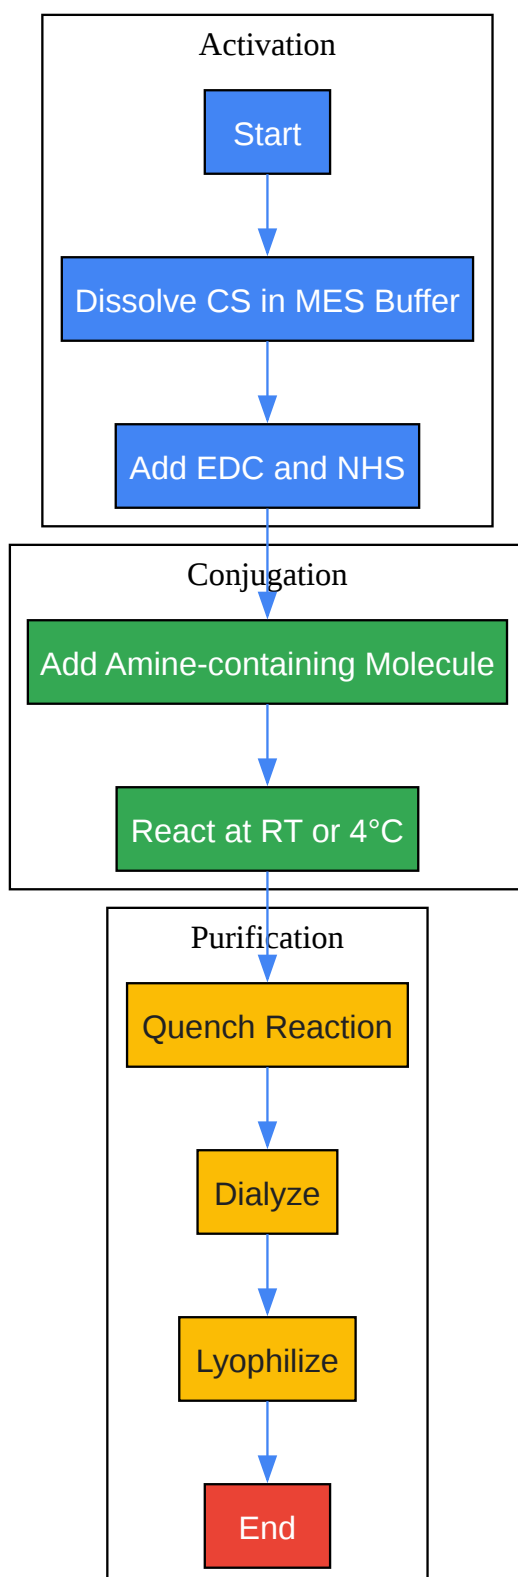 Activation
Start
Dissolve CS in MES Buffer
Add EDC and NHS
Conjugation
Add Amine-containing Molecule
React at RT or 4°C
Purification
Quench Reaction
Dialyze
Lyophilize
End